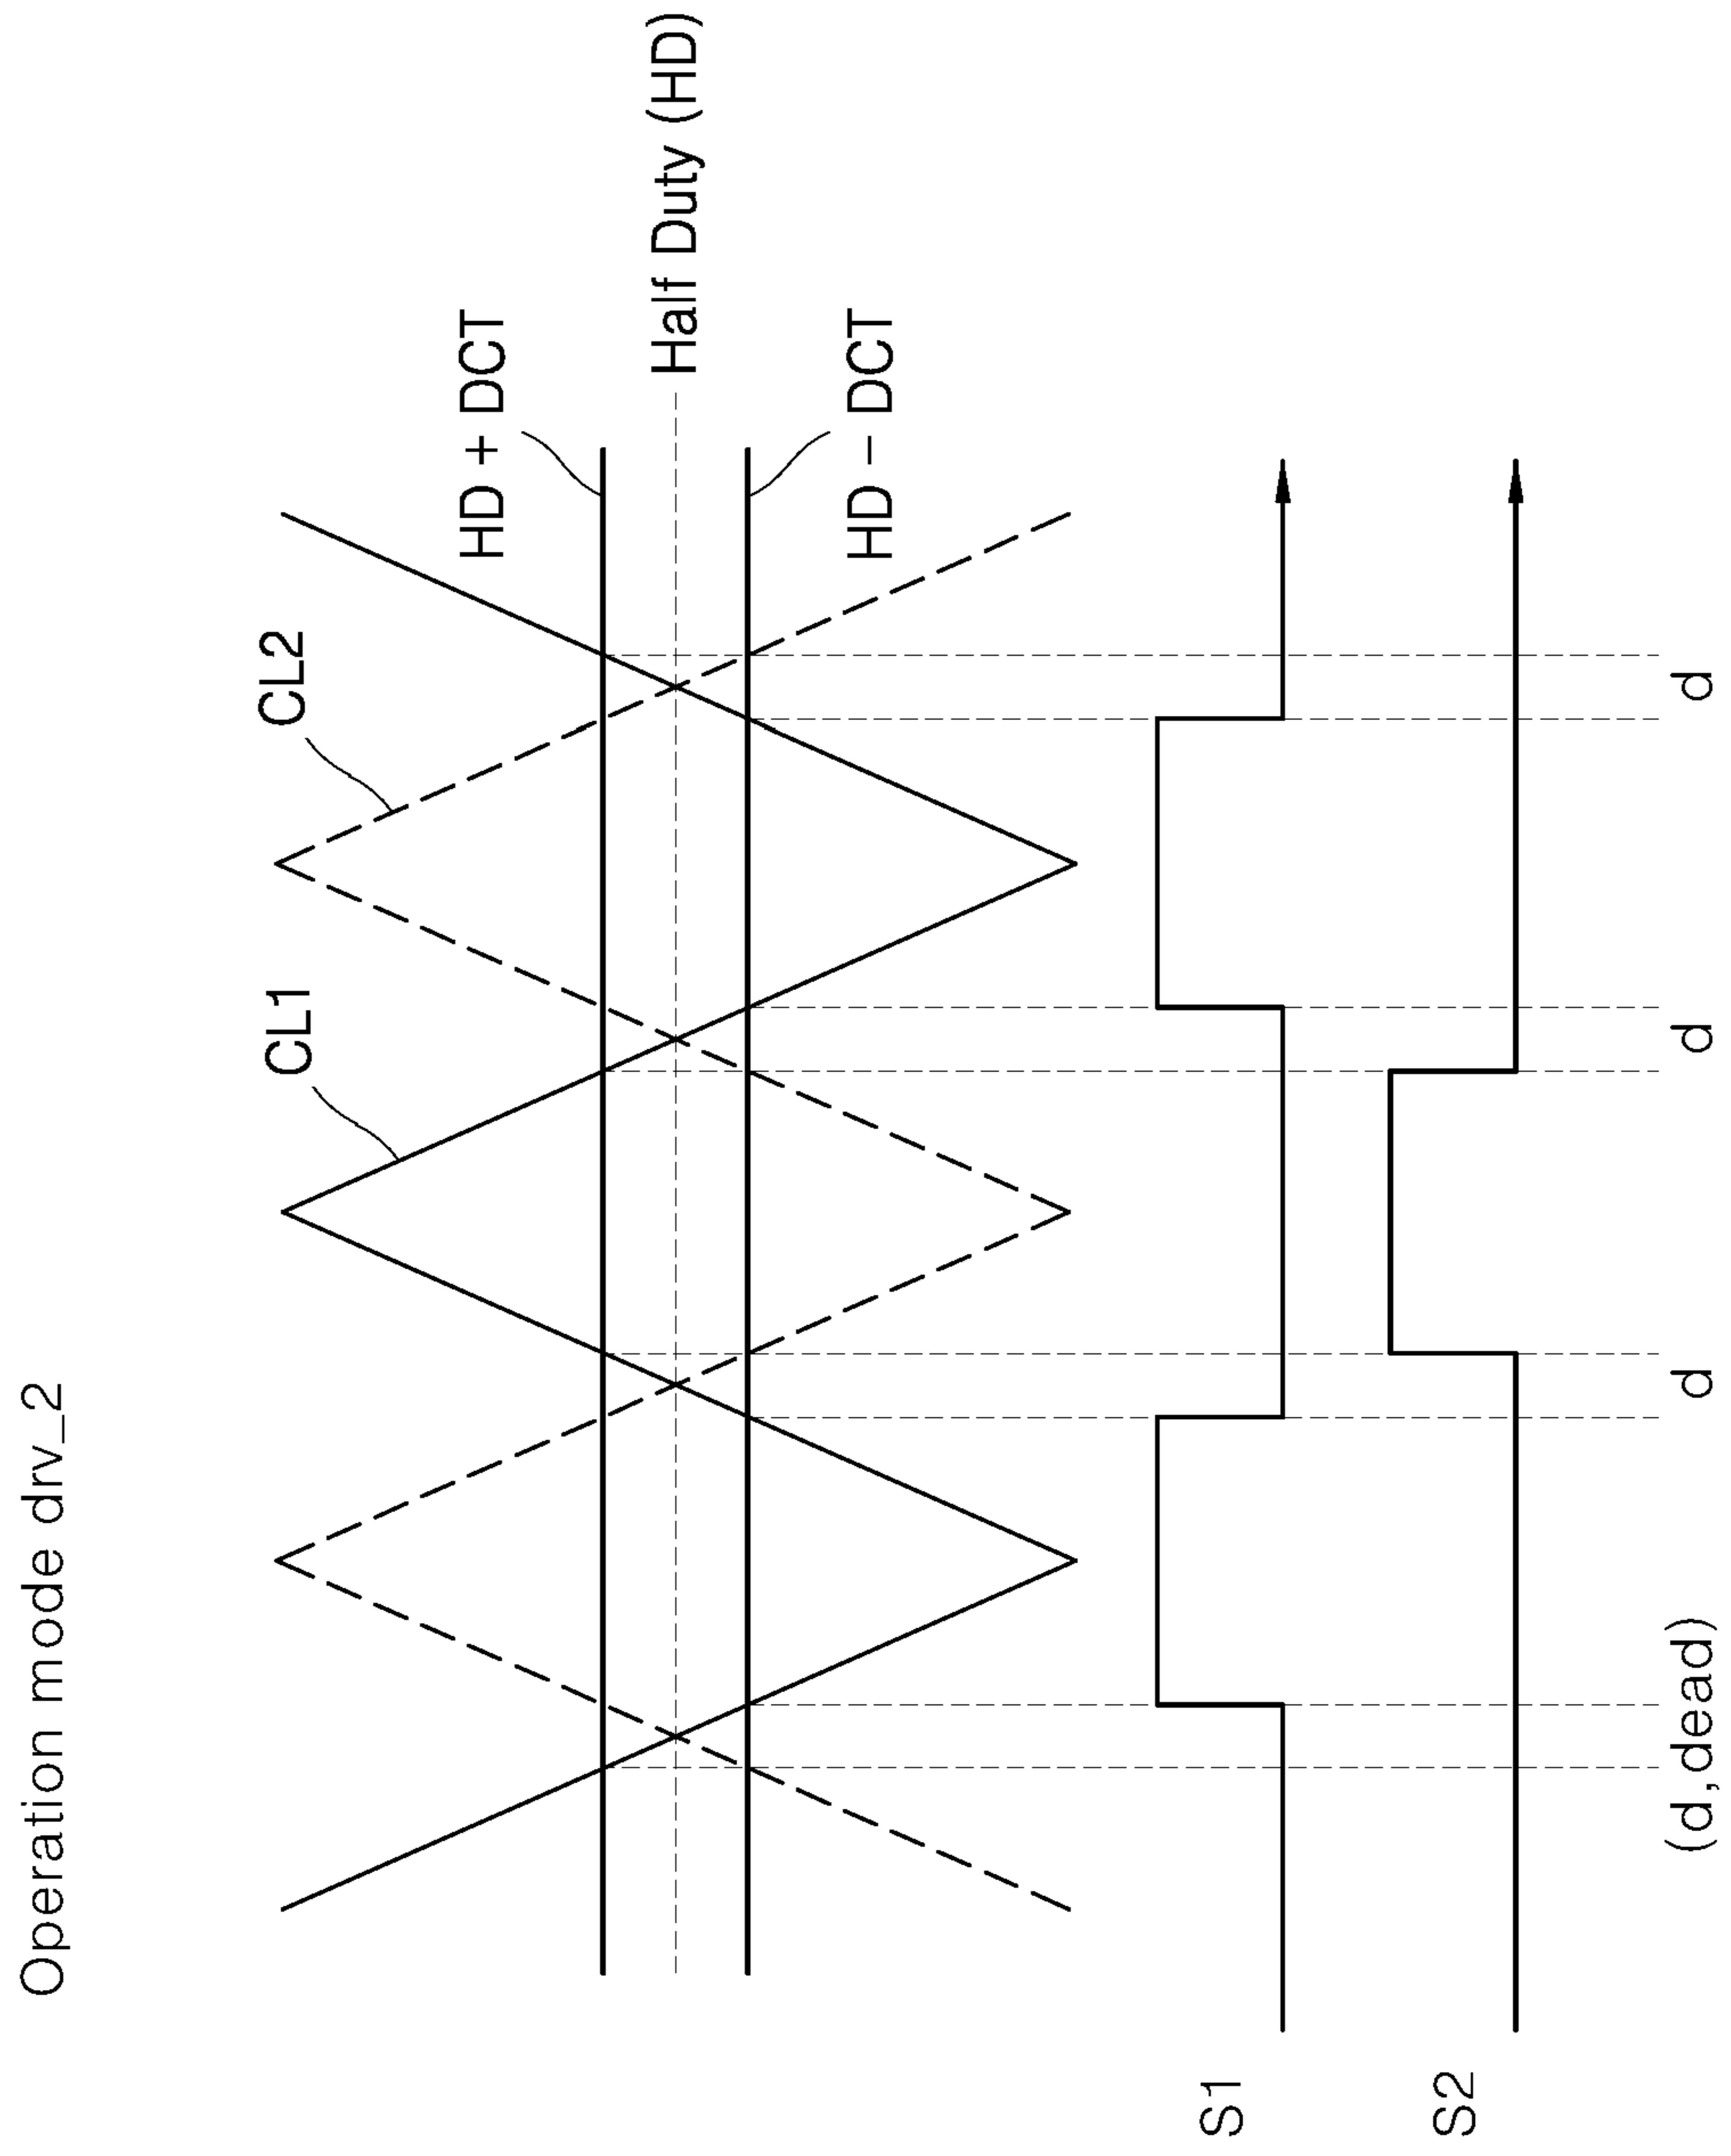 Operation mode drv_2
CL1
CL2
HD + DCT
Half Duty (HD)
HD - DCT
S1
S2
(d,dead) d d d